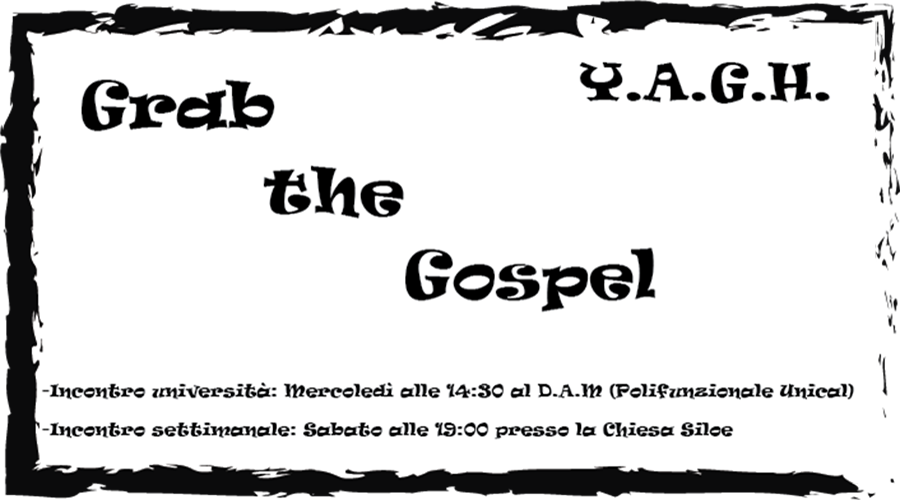 Grab
Y.A.G.H.
the
Gospel
-Incontro università: Mercoledì alle 14:30 al D.A.M (Polifunzionale Unical)
-Incontro settimanale: Sabato alle 19:00 presso la Chiesa Siloe